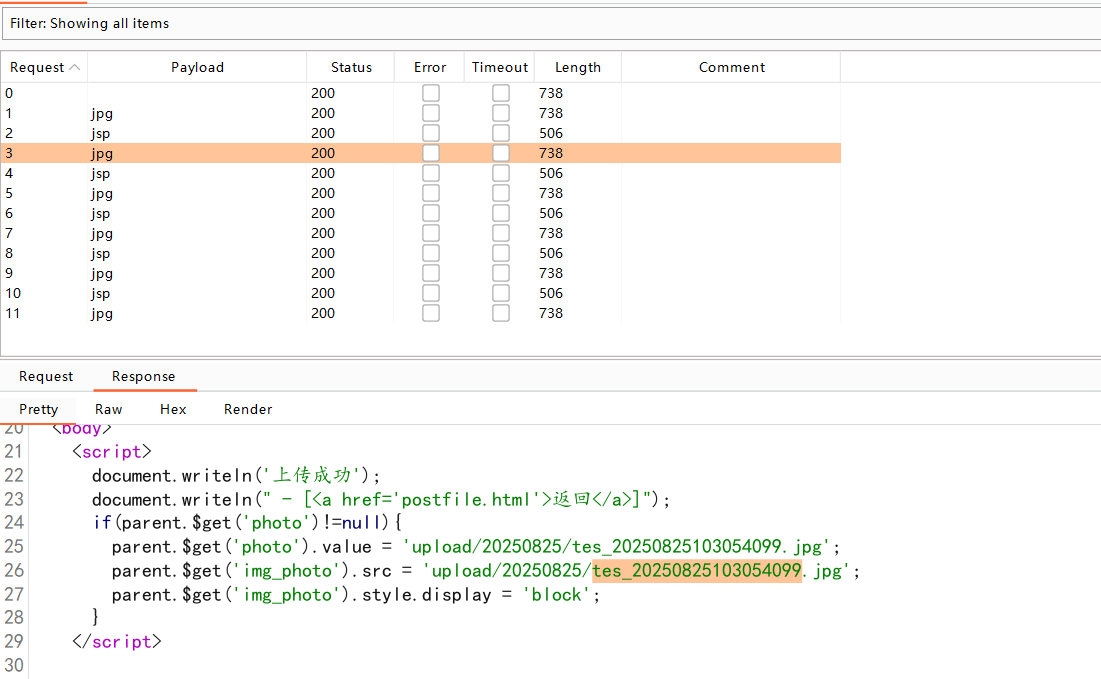 Filter: Showing all items
Request Payload Status Error Timeout Length Comment
0 200 738
1 jpg 200 738
2 jsp 200 506
3 jpg 200 738
4 jsp 200 506
5 jpg 200 738
6 jsp 200 506
7 jpg 200 738
8 jsp 200 506
9 jpg 200 738
10 jsp 200 506
11 jpg 200 738
Request Response
Pretty Raw Hex Render
20 <body>
21 <script>
22 document.writeln('上传成功');
23 document.writeln(" - [<a href='postfile.html'>返回</a>]");
24 if(parent.$get('photo')!=null){
25 parent.$get('photo').value = 'upload/20250825/tes_20250825103054099.jpg';
26 parent.$get('img_photo').src = 'upload/20250825/tes_20250825103054099.jpg';
27 parent.$get('img_photo').style.display = 'block';
28 }
29 </script>
30